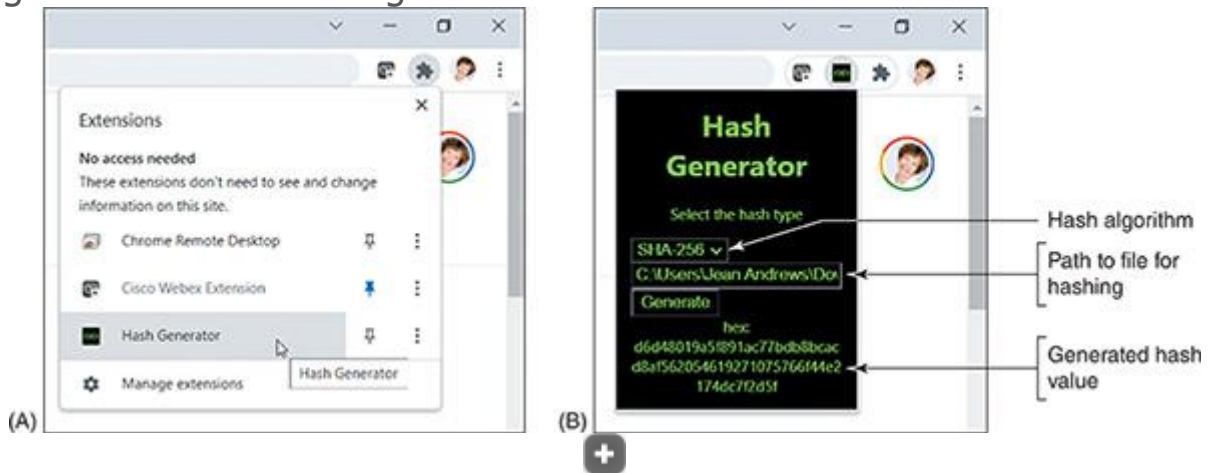 (A)
Extensions
No access needed
These extensions don't need to see and change
information on this site.
Chrome Remote Desktop
Cisco Webex Extension
Hash Generator
Hash Generator
Manage extensions
(B)
Hash
Generator
Select the hash type
SHA-256
C:\Users\Jean Andrews\Dov
Generate
hex:
d6d48019a5f891ac77bdb8bcac
d8af562054619271075766f44e2
174dc7f2d5f
Hash algorithm
Path to file for
hashing
Generated hash
value